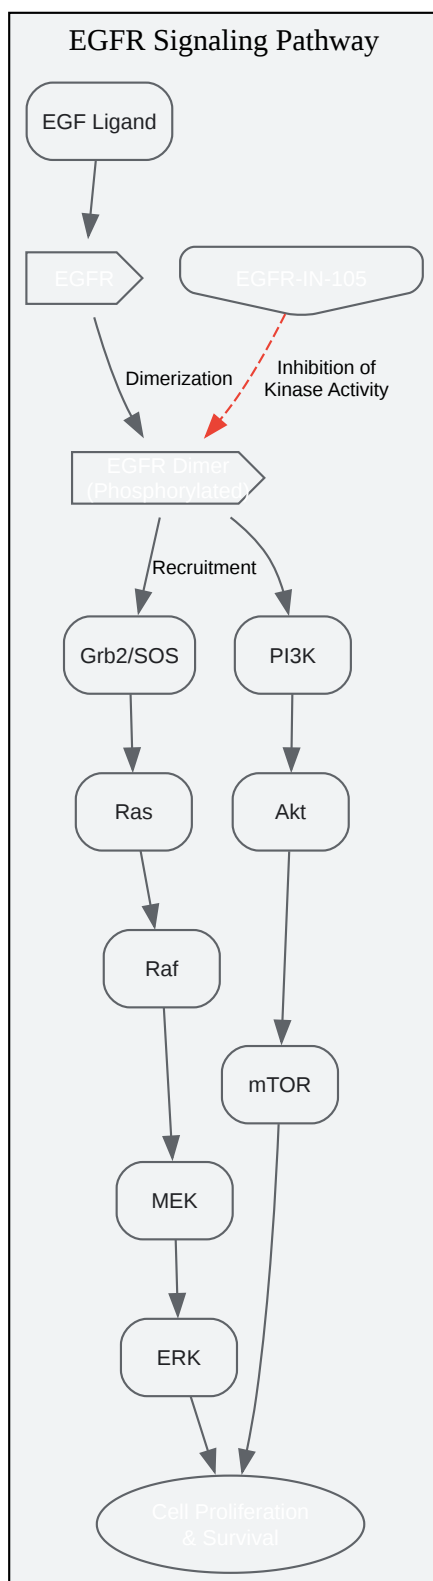 EGFR Signaling Pathway
EGF Ligand
EGFR
EGFR-IN-105
Dimerization
Inhibition of
Kinase Activity
EGFR Dimer
(Phosphorylated)
Recruitment
Grb2/SOS
PI3K
Ras
Akt
Raf
mTOR
MEK
ERK
Cell Proliferation
& Survival